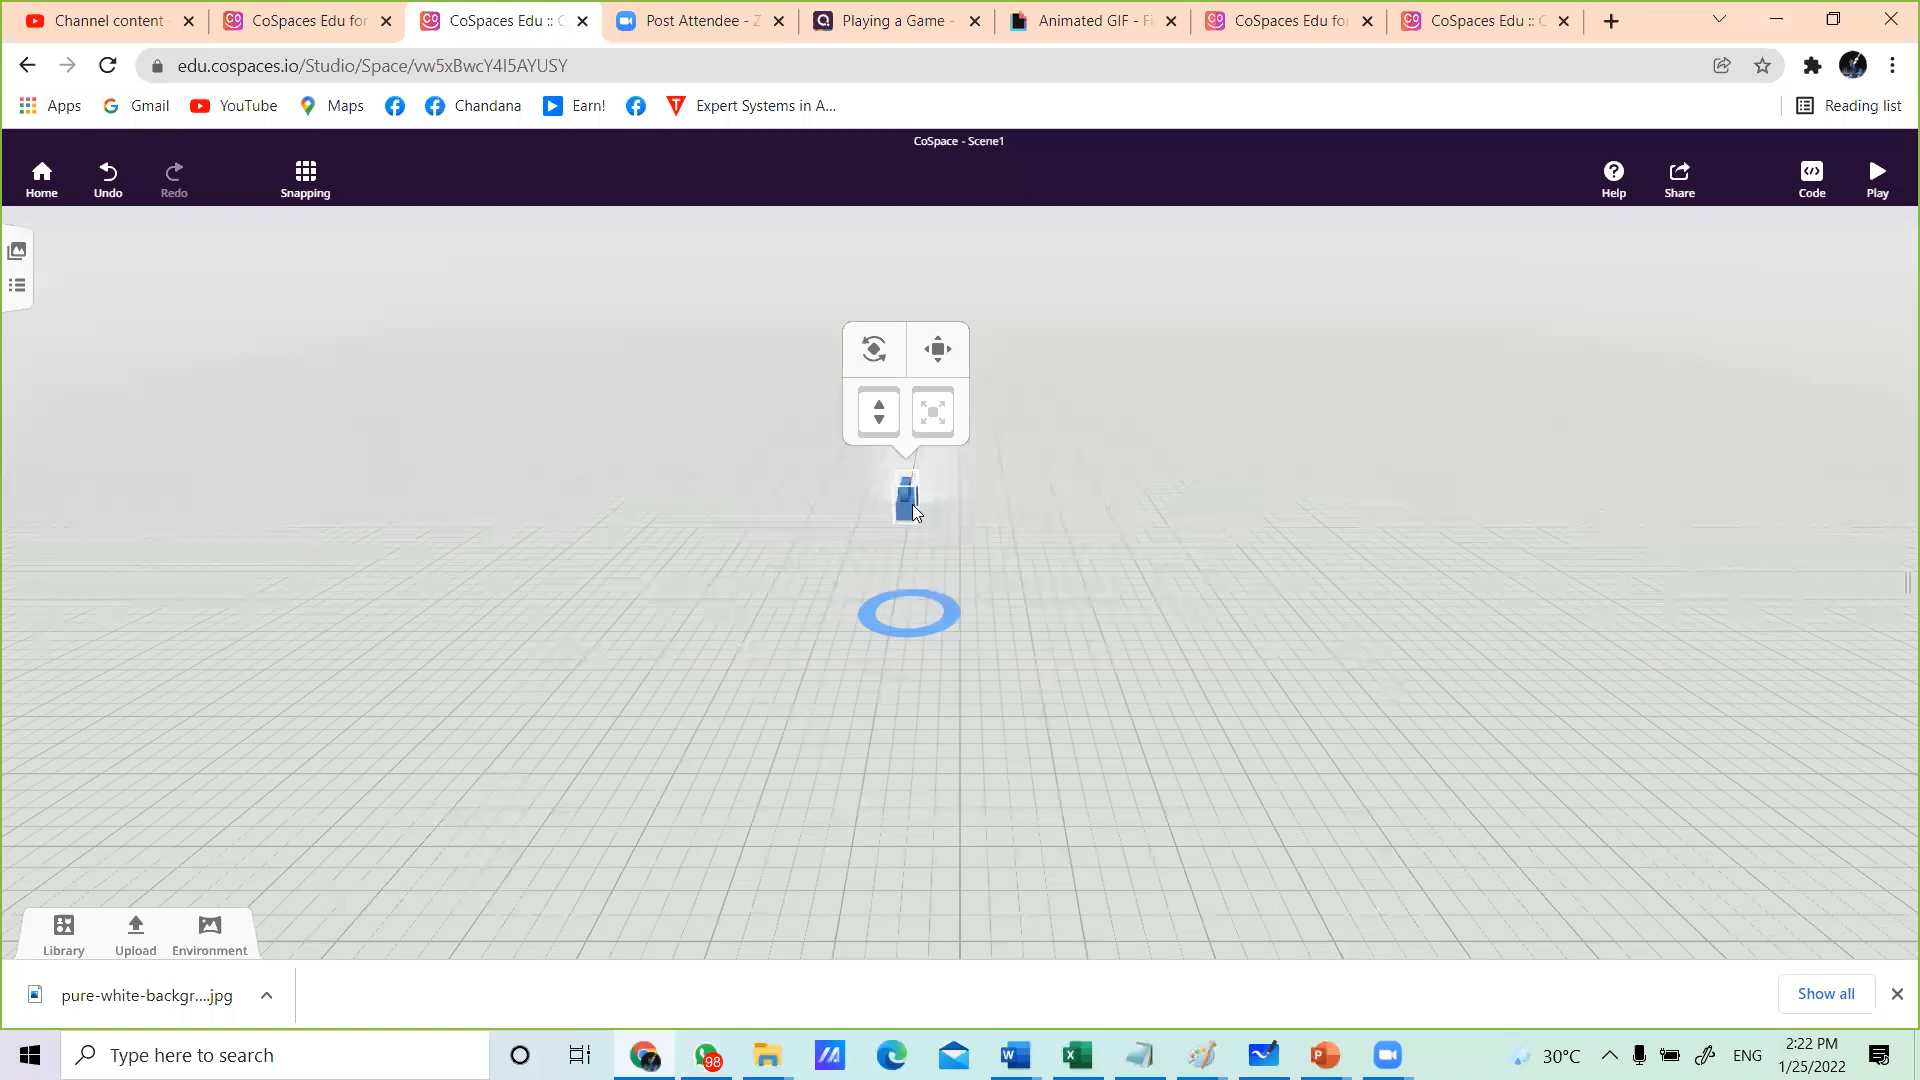 Channel content
CoSpaces Edu for
CoSpaces Edu :: C
Post Attendee - Z
Playing a Game -
Animated GIF - Fi
CoSpaces Edu fo
CoSpaces Edu :: C
edu.cospaces.io/Studio/Space/vw5xBwcY4I5AYUSY
Apps
Gmail
YouTube
Maps
Chandana
Earn!
Expert Systems in A...
Reading list
CoSpace - Scene1
Home
Undo
Redo
Snapping
Help
Share
Code
Play
Library
Upload
Environment
pure-white-backgr....jpg
Show all
Type here to search
98
30°C
ENG
2:22 PM
1/25/2022